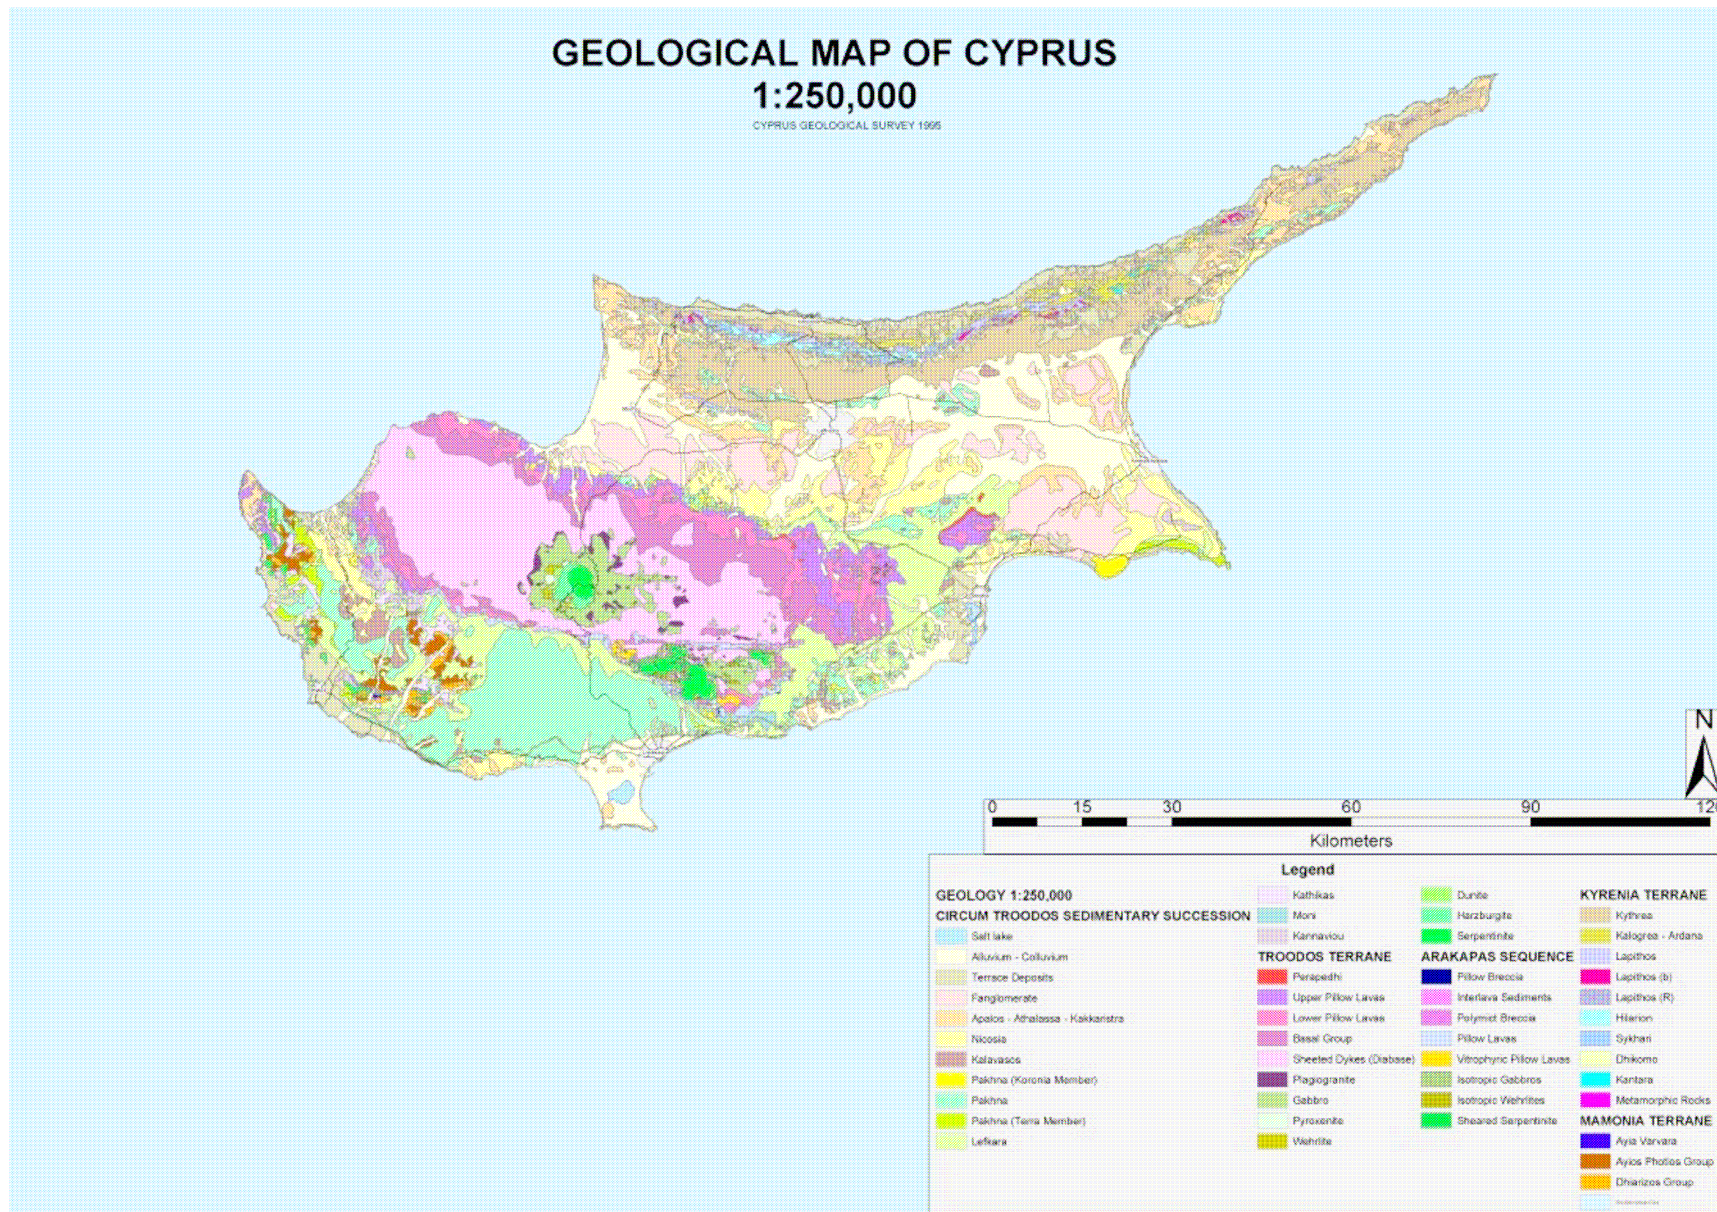 GEOLOGICAL MAP OF CYPRUS
1:250,000
CYPRUS GEOLOGICAL SURVEY 1995
N
0 15 30 60 90 120
Kilometers
Legend
GEOLOGY 1:250,000
CIRCUM TROODOS SEDIMENTARY SUCCESSION
Salt lake
Alluvium - Colluvium
Terrace Deposits
Fanglomerate
Apalos - Athalassa - Kakkaristra
Nicosia
Kalavasos
Pakhna (Koronia Member)
Pakhna
Pakhna (Terra Member)
Lefkara
Kathikas
Moni
Kannaviou
TROODOS TERRANE
Perapedhi
Upper Pillow Lavas
Lower Pillow Lavas
Basal Group
Sheeted Dykes (Diabase)
Plagiogranite
Gabbro
Pyroxenite
Wehrlite
Dunite
Harzburgite
Serpentinite
ARAKAPAS SEQUENCE
Pillow Breccia
Interlava Sediments
Polymict Breccia
Pillow Lavas
Vitrophyric Pillow Lavas
Isotropic Gabbros
Isotropic Wehrlites
Sheared Serpentinite
KYRENIA TERRANE
Kythrea
Kalogrea - Ardana
Lapithos
Lapithos (b)
Lapithos (R)
Hilarion
Sykhari
Dhikomo
Kantara
Metamorphic Rocks
MAMONIA TERRANE
Ayia Varvara
Ayios Photios Group
Dhiarizos Group